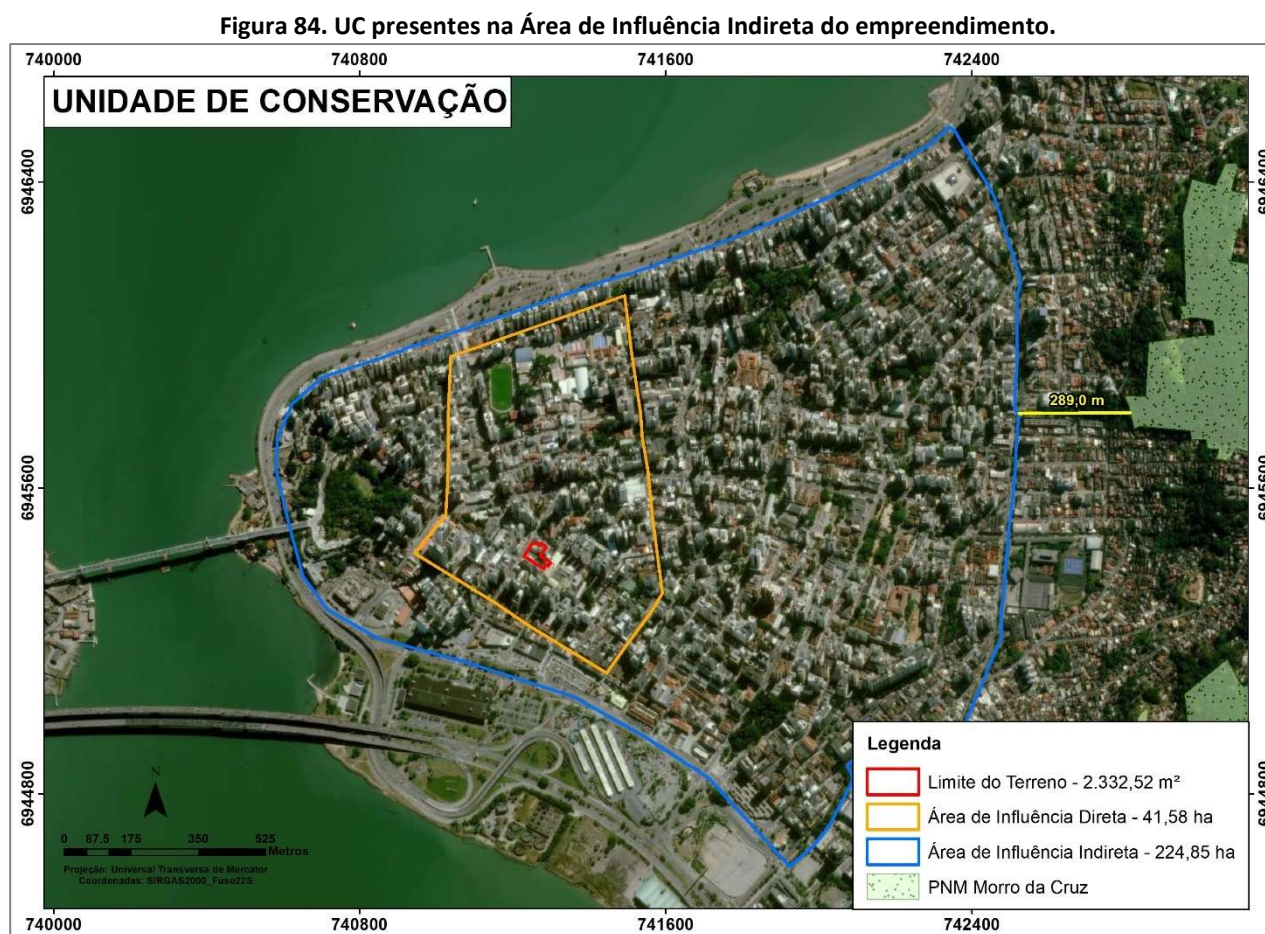 Figura 84. UC presentes na Área de Influência Indireta do empreendimento.
740000 740800 741600 742400
UNIDADE DE CONSERVAÇÃO
6946400 6946400
289,0 m
6945600 6945600
6944800 6944800
N
0 87.5 175 350 525
Metros
Projeção: Universal Transversa de Mercator
Coordenadas: SIRGAS2000_Fuso22S
Legenda
Limite do Terreno - 2.332,52 m²
Área de Influência Direta - 41,58 ha
Área de Influência Indireta - 224,85 ha
PNM Morro da Cruz
740000 740800 741600 742400